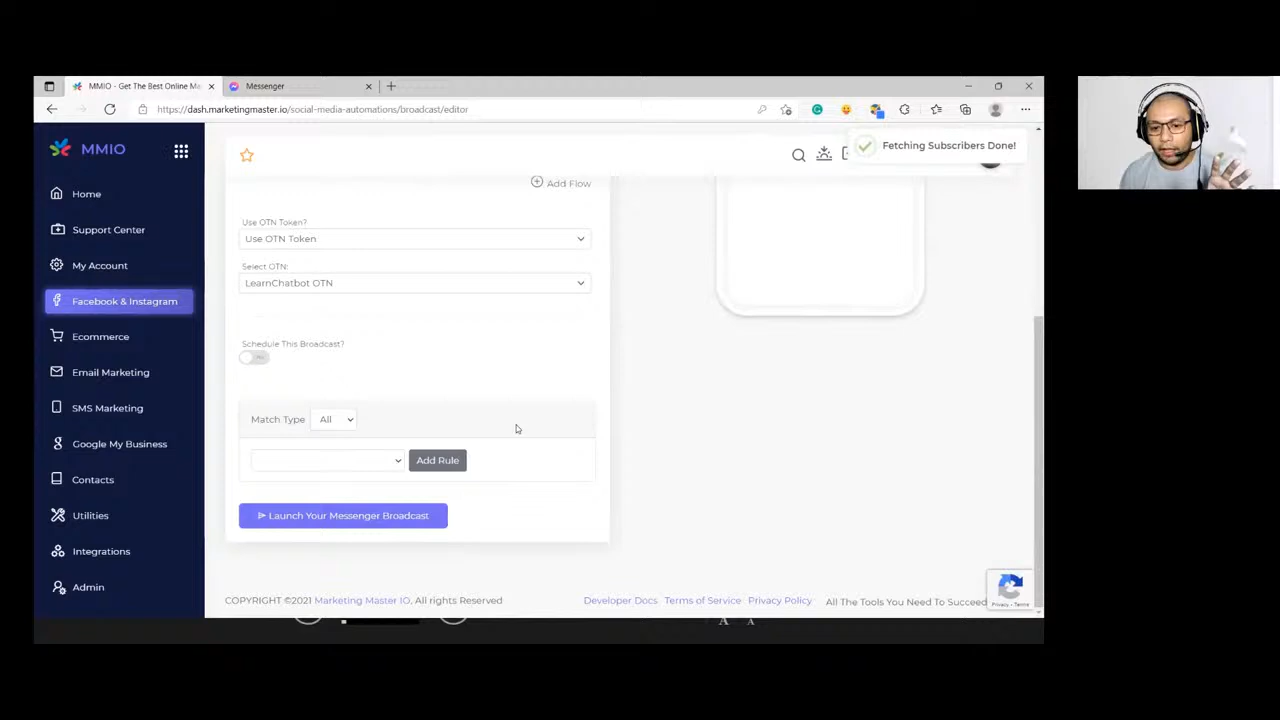 MMIO - Get The Best Online Ma
Messenger
https://dash.marketingmaster.io/social-media-automations/broadcast/editor
MMIO
Fetching Subscribers Done!
Add Flow
Home
Support Center
My Account
Facebook & Instagram
Ecommerce
Email Marketing
SMS Marketing
Google My Business
Contacts
Utilities
Integrations
Admin
Use OTN Token?
Use OTN Token
Select OTN:
LearnChatbot OTN
Schedule This Broadcast?
No
Match Type All
Add Rule
Launch Your Messenger Broadcast
COPYRIGHT ©2021 Marketing Master IO, All rights Reserved
Developer Docs Terms of Service Privacy Policy All The Tools You Need To Succeed
Privacy - Terms
A A